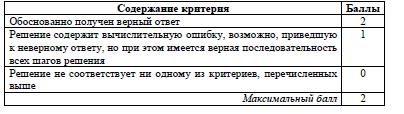 Содержание критерия Баллы
Обоснованно получен верный ответ 2
Решение содержит вычислительную ошибку, возможно, приведшую 1
к неверному ответу, но при этом имеется верная последовательность
всех шагов решения
Решение не соответствует ни одному из критериев, перечисленных 0
выше
Максимальный балл 2